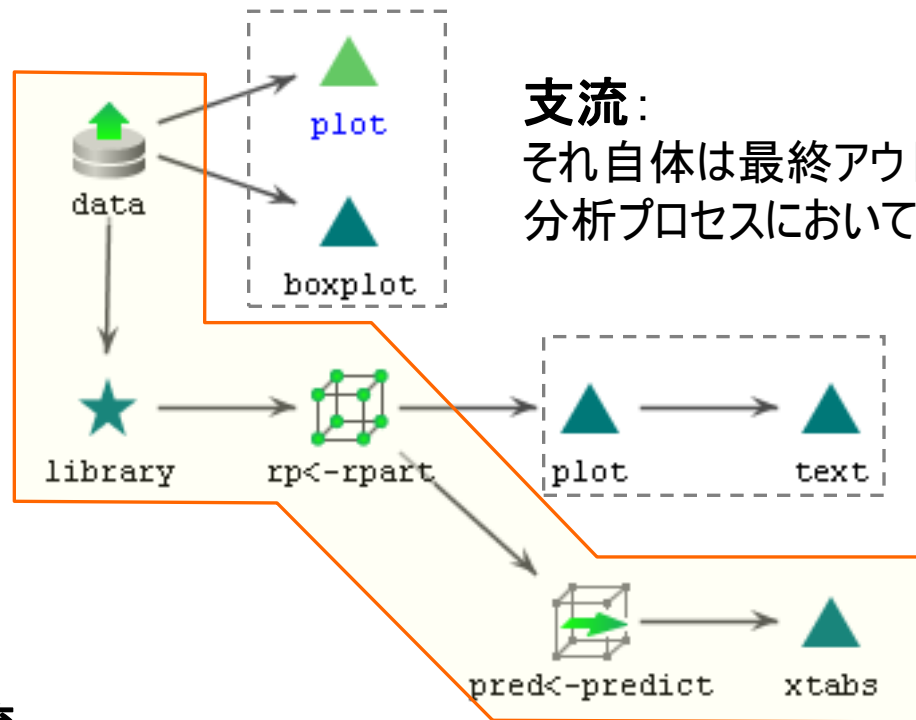 plot
支流:
それ自体は最終アウ
data
分析プロセスにおいて
boxplot
library
rp<-rpart
plot
text
pred<-predict
xtabs